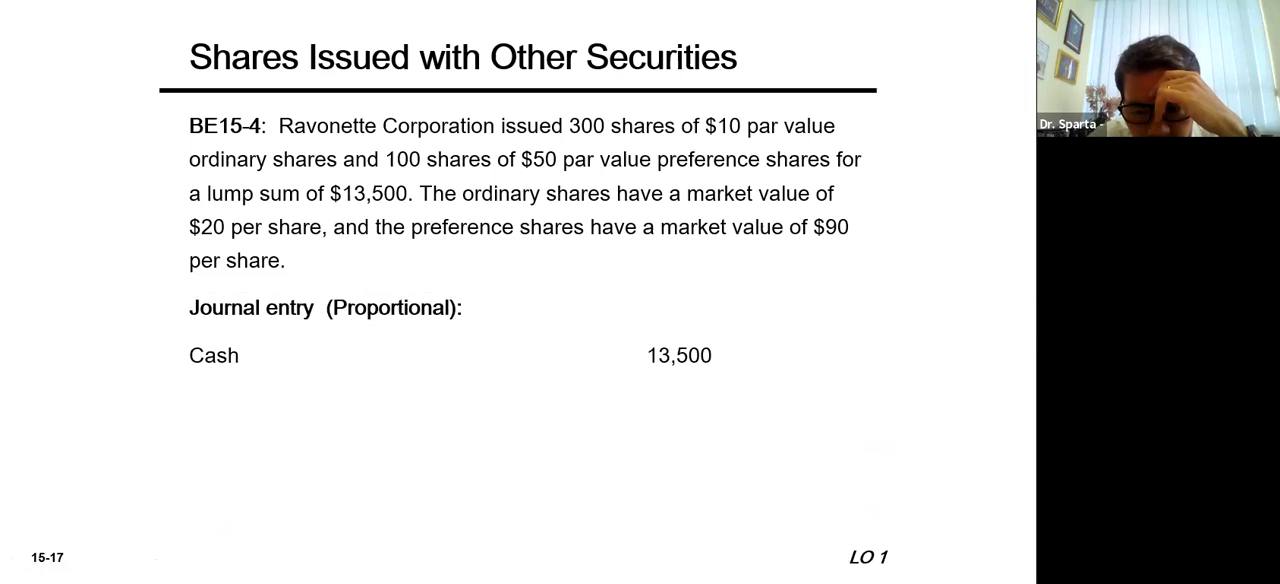 Shares Issued with Other Securities
BE15-4: Ravonette Corporation issued 300 shares of $10 par value
ordinary shares and 100 shares of $50 par value preference shares for
a lump sum of $13,500. The ordinary shares have a market value of
$20 per share, and the preference shares have a market value of $90
per share.
Journal entry (Proportional):
Cash 13,500
15-17
LO 1
Dr. Sparta -